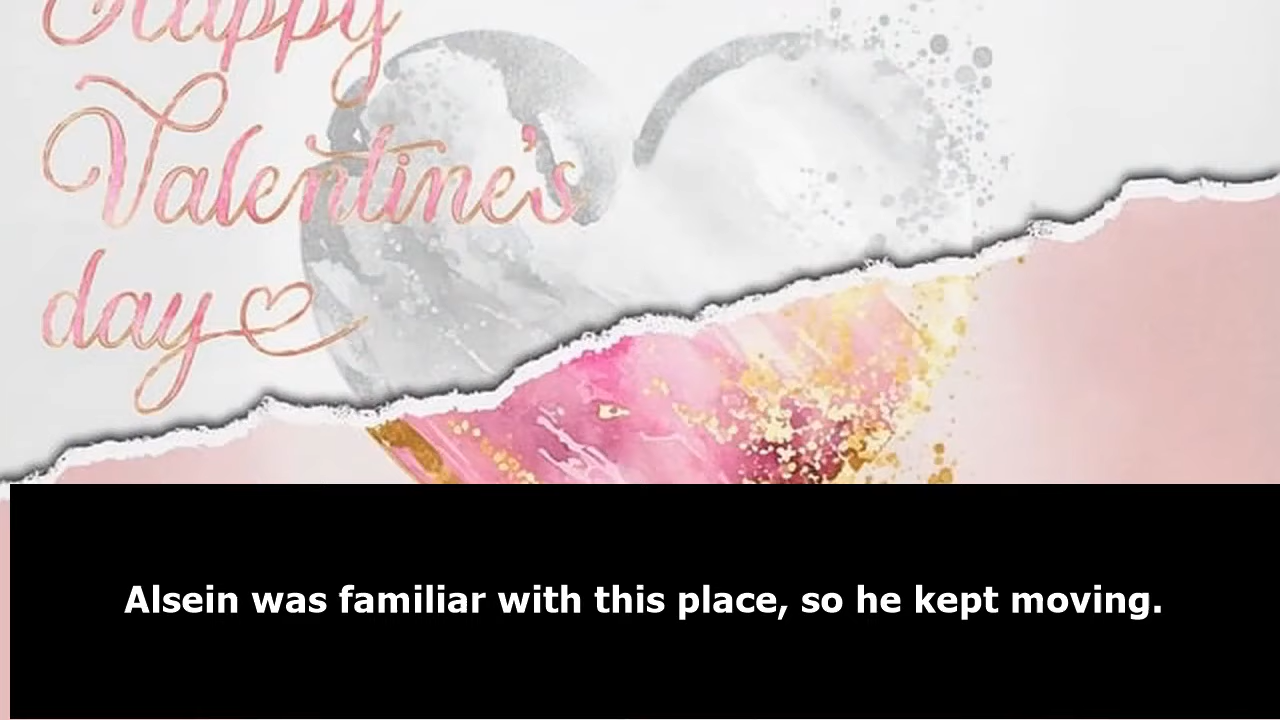 Happy
Valentine's
day
Alsein was familiar with this place, so he kept moving.